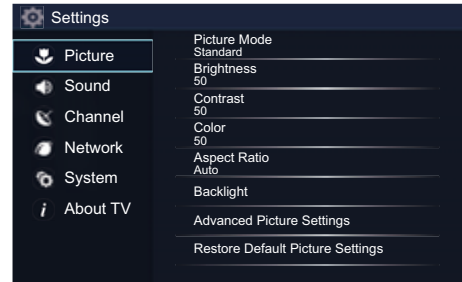 Settings
Picture
Sound
Channel
Network
System
About TV
Picture Mode
Standard
Brightness
50
Contrast
50
Color
50
Aspect Ratio
Auto
Backlight
Advanced Picture Settings
Restore Default Picture Settings